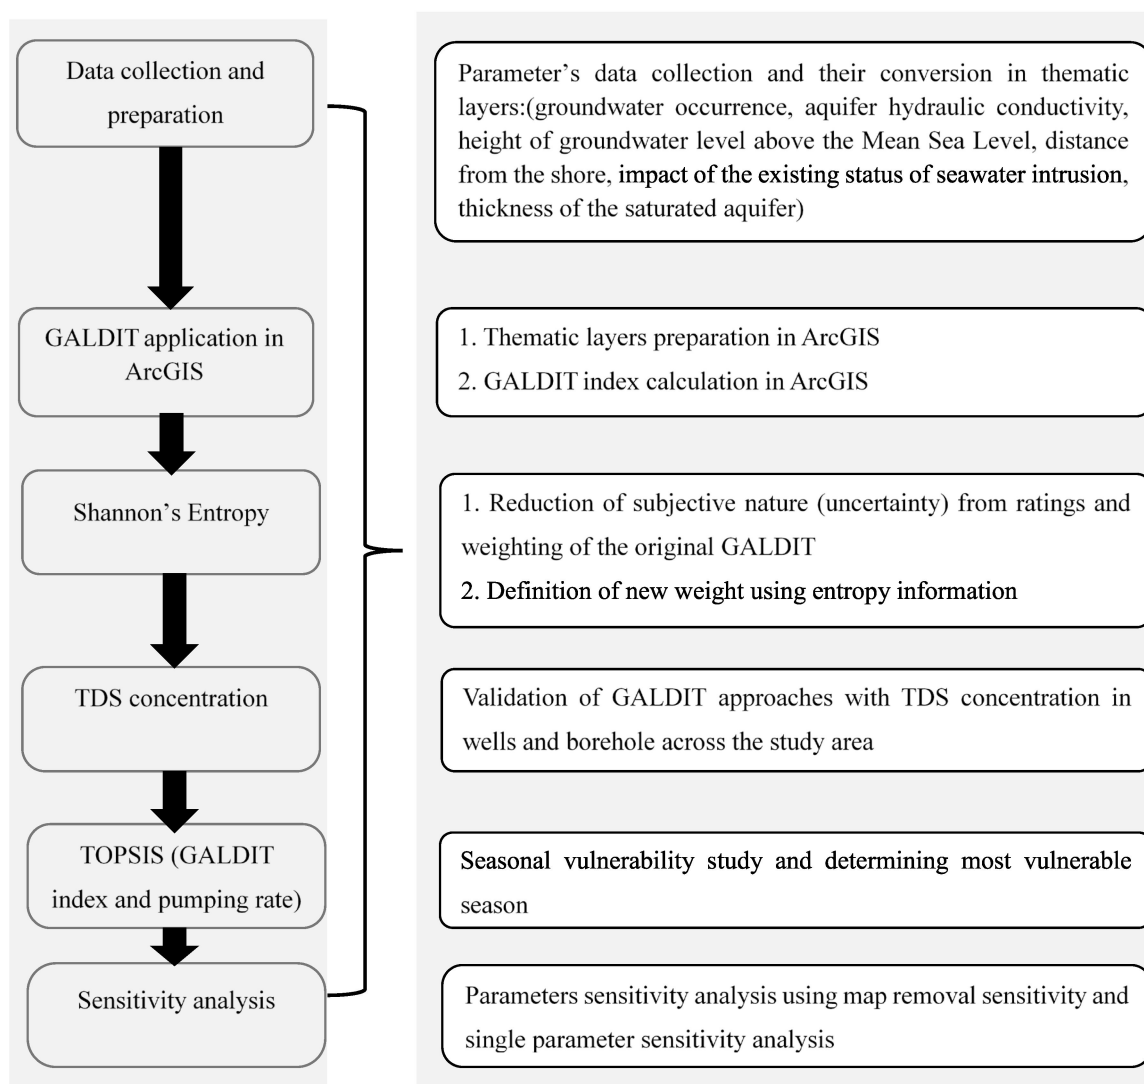 Data collection and
preparation
Parameter’s data collection and their conversion in thematic
layers:(groundwater occurrence, aquifer hydraulic conductivity,
height of groundwater level above the Mean Sea Level, distance
from the shore, impact of the existing status of seawater intrusion,
thickness of the saturated aquifer)
GALDIT application in
ArcGIS
1. Thematic layers preparation in ArcGIS
2. GALDIT index calculation in ArcGIS
Shannon’s Entropy
1. Reduction of subjective nature (uncertainty) from ratings and
weighting of the original GALDIT
2. Definition of new weight using entropy information
TDS concentration
Validation of GALDIT approaches with TDS concentration in
wells and borehole across the study area
TOPSIS (GALDIT
index and pumping rate)
Seasonal vulnerability study and determining most vulnerable
season
Sensitivity analysis
Parameters sensitivity analysis using map removal sensitivity and
single parameter sensitivity analysis